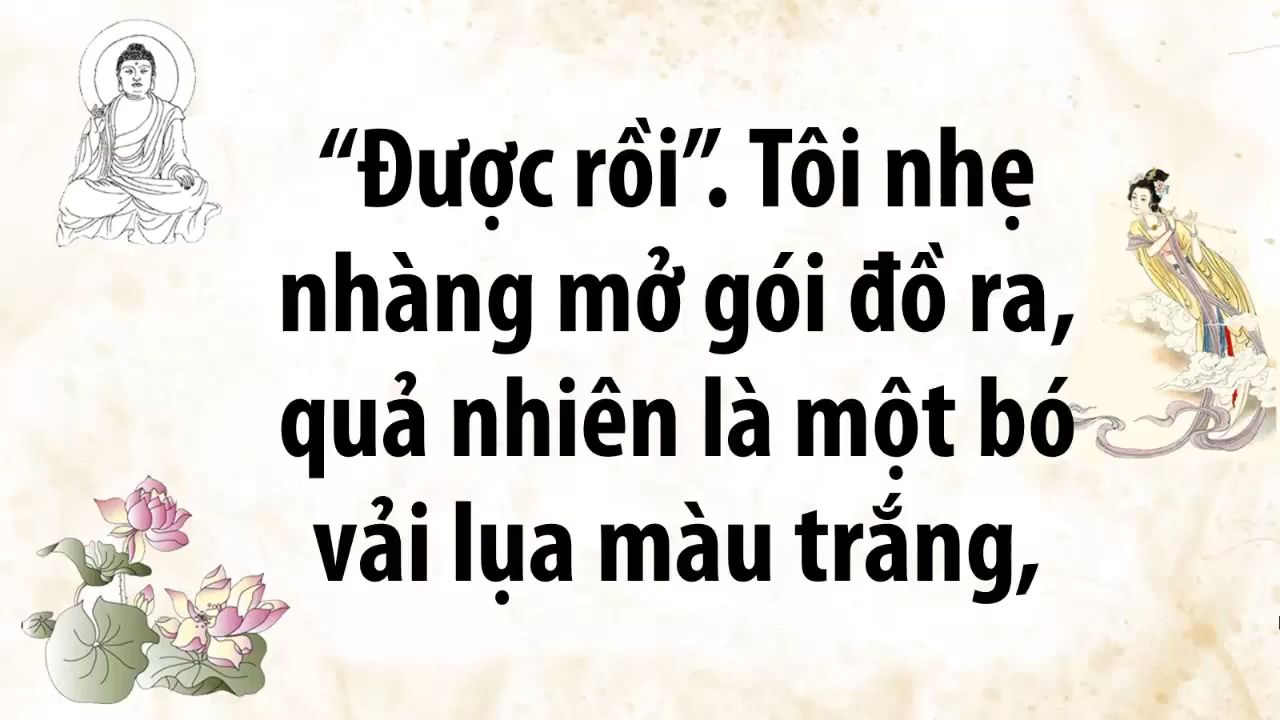 “Được rồi”. Tôi nhẹ
nhàng mở gói đồ ra,
quả nhiên là một bó
vải lụa màu trắng,